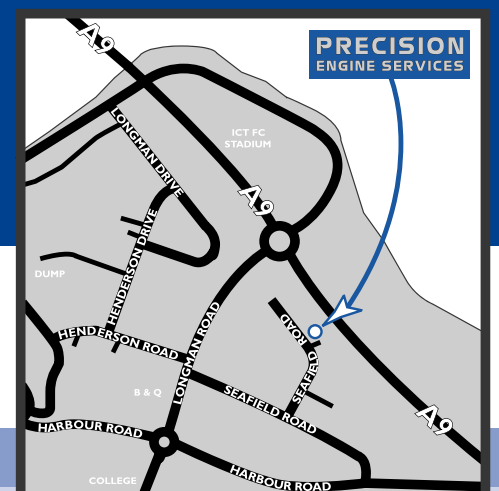 A9
PRECISION
ENGINE SERVICES
ICT FC
STADIUM
LONGMAN DRIVE
A9
HENDERSON DRIVE
DUMP
LONGMAN ROAD
SEAFIELD ROAD
HENDERSON ROAD
B & Q
SEAFIELD ROAD
A9
HARBOUR ROAD
COLLEGE
HARBOUR ROAD